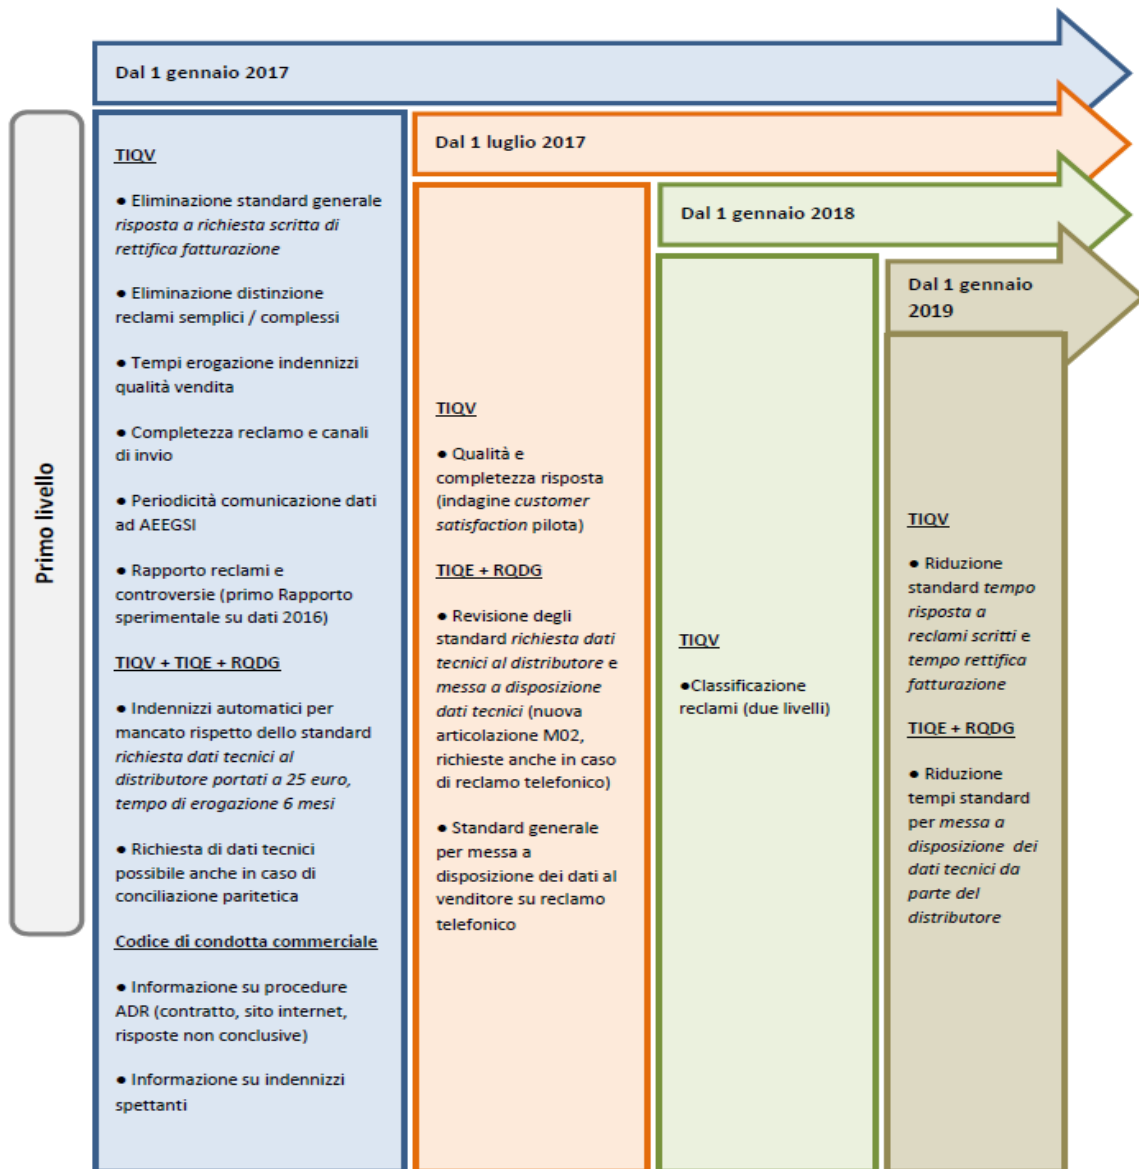 Dal 1 gennaio 2017
Primo livello
TIQV
● Eliminazione standard generale
risposta a richiesta scritta di
rettifica fatturazione
● Eliminazione distinzione
reclami semplici / complessi
● Tempi erogazione indennizzi
qualità vendita
● Completezza reclamo e canali
di invio
● Periodicità comunicazione dati
ad AEEGSI
● Rapporto reclami e
controversie (primo Rapporto
sperimentale su dati 2016)
TIQV + TIQE + RQDG
● Indennizzi automatici per
mancato rispetto dello standard
richiesta dati tecnici al
distributore portati a 25 euro,
tempo di erogazione 6 mesi
● Richiesta di dati tecnici
possibile anche in caso di
conciliazione paritetica
Codice di condotta commerciale
● Informazione su procedure
ADR (contratto, sito internet,
risposte non conclusive)
● Informazione su indennizzi
spettanti
Dal 1 luglio 2017
TIQV
● Qualità e
completezza risposta
(indagine customer
satisfaction pilota)
TIQE + RQDG
● Revisione degli
standard richiesta dati
tecnici al distributore e
messa a disposizione
dati tecnici (nuova
articolazione M02,
richieste anche in caso
di reclamo telefonico)
● Standard generale
per messa a
disposizione dei dati al
venditore su reclamo
telefonico
Dal 1 gennaio 2018
TIQV
●Classificazione
reclami (due livelli)
Dal 1 gennaio
2019
TIQV
● Riduzione
standard tempo
risposta a
reclami scritti e
tempo rettifica
fatturazione
TIQE + RQDG
● Riduzione
tempi standard
per messa a
disposizione dei
dati tecnici da
parte del
distributore